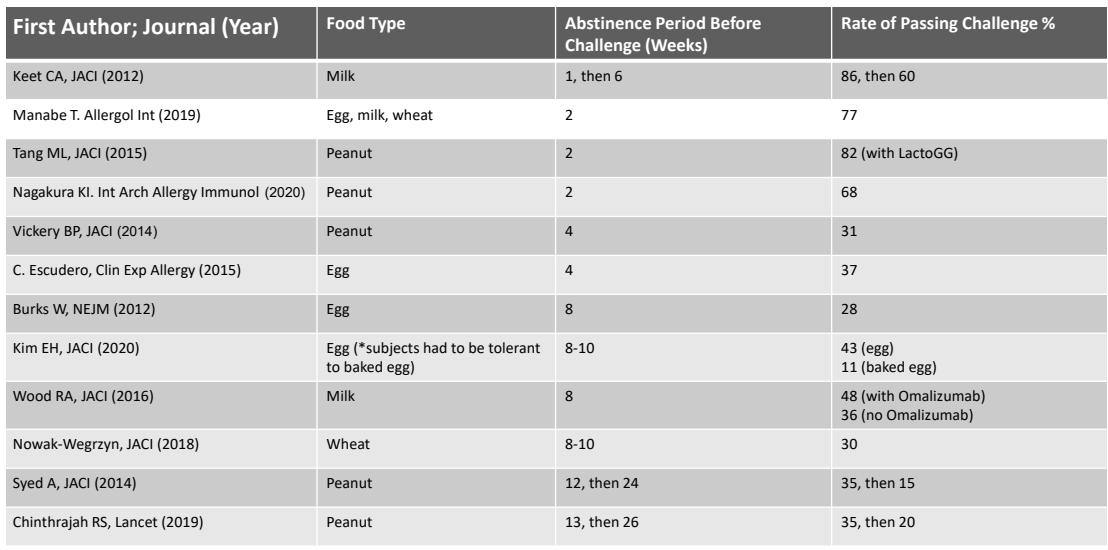 First Author; Journal (Year) Food Type Abstinence Period Before Challenge (Weeks) Rate of Passing Challenge %
Keet CA, JACI (2012) Milk 1, then 6 86, then 60
Manabe T. Allergol Int (2019) Egg, milk, wheat 2 77
Tang ML, JACI (2015) Peanut 2 82 (with LactoGG)
Nagakura KI. Int Arch Allergy Immunol (2020) Peanut 2 68
Vickery BP, JACI (2014) Peanut 4 31
C. Escudero, Clin Exp Allergy (2015) Egg 4 37
Burks W, NEJM (2012) Egg 8 28
Kim EH, JACI (2020) Egg (*subjects had to be tolerant to baked egg) 8-10 43 (egg)
11 (baked egg)
Wood RA, JACI (2016) Milk 8 48 (with Omalizumab)
36 (no Omalizumab)
Nowak-Wegrzyn, JACI (2018) Wheat 8-10 30
Syed A, JACI (2014) Peanut 12, then 24 35, then 15
Chinthrajah RS, Lancet (2019) Peanut 13, then 26 35, then 20